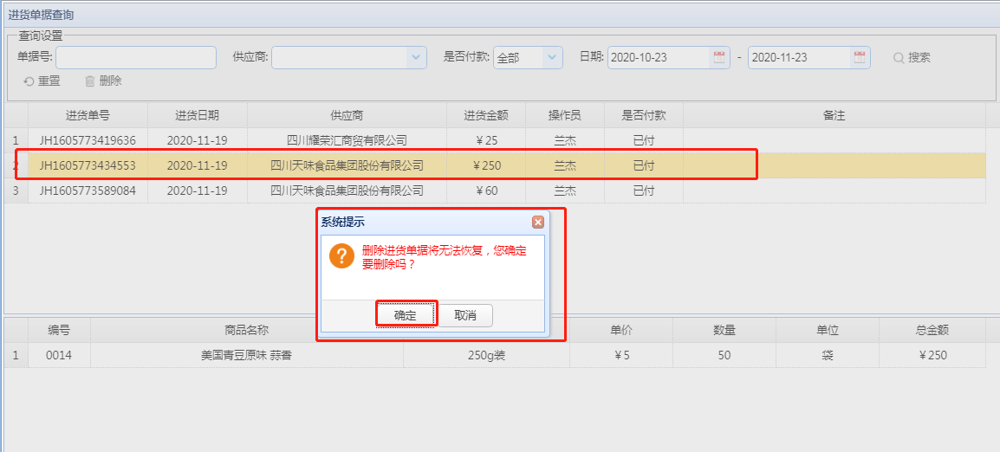 进货单据查询
查询设置
单据号: 供应商: 是否付款: 全部 日期: 2020-10-23 - 2020-11-23 搜索
重置 删除
进货单号 进货日期 供应商 进货金额 操作员 是否付款 备注
1 JH1605773419636 2020-11-19 四川耀荣汇商贸有限公司 ￥25 兰杰 已付
2 JH1605773434553 2020-11-19 四川天味食品集团股份有限公司 ￥250 兰杰 已付
3 JH1605773589084 2020-11-19 四川天味食品集团股份有限公司 ￥60 兰杰 已付
系统提示
?
删除进货单据将无法恢复，您确定
要删除吗？
确定 取消
编号 商品名称 单价 数量 单位 总金额
1 0014 美国青豆原味 蒜香 250g装 ￥5 50 袋 ￥250